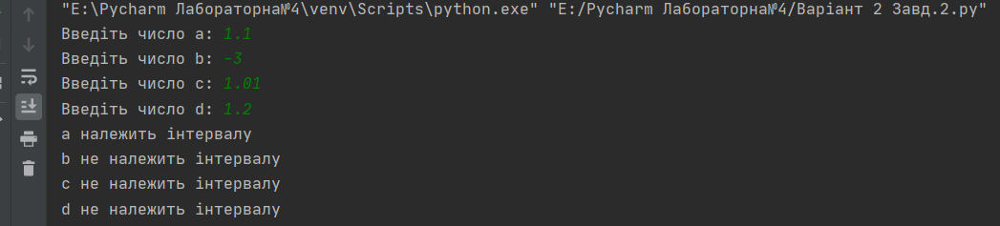 "E:\Pycharm Лабораторна№4\venv\Scripts\python.exe" "E:/Pycharm Лабораторна№4/Варіант 2 Завд.2.py"
Введіть число a: 1.1
Введіть число b: -3
Введіть число c: 1.01
Введіть число d: 1.2
a належить інтервалу
b не належить інтервалу
c не належить інтервалу
d не належить інтервалу